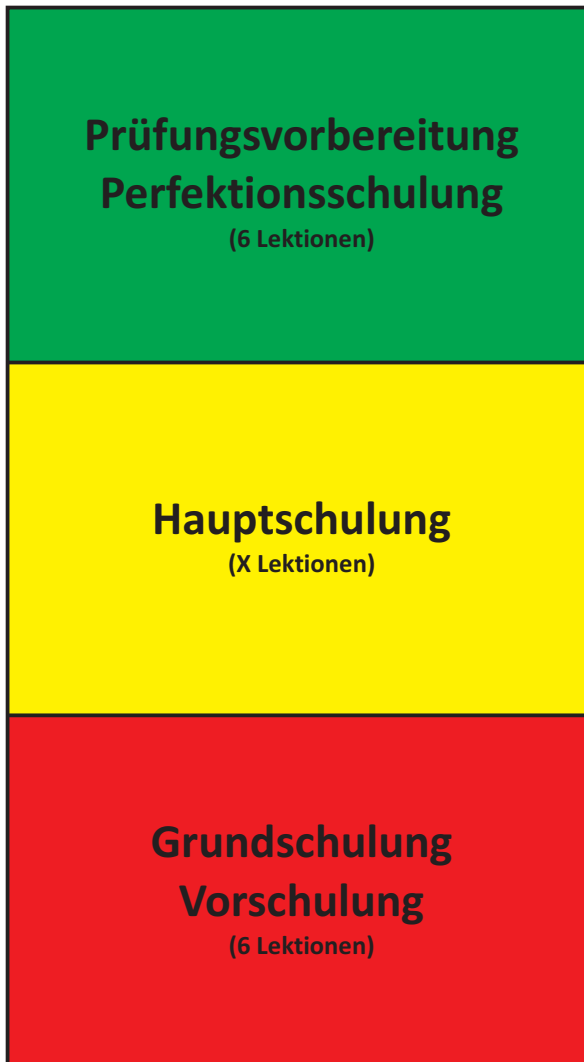 Prüfungsvorbereitung
Perfektionsschulung
(6 Lektionen)
Hauptschulung
(X Lektionen)
Grundschulung
Vorschulung
(6 Lektionen)